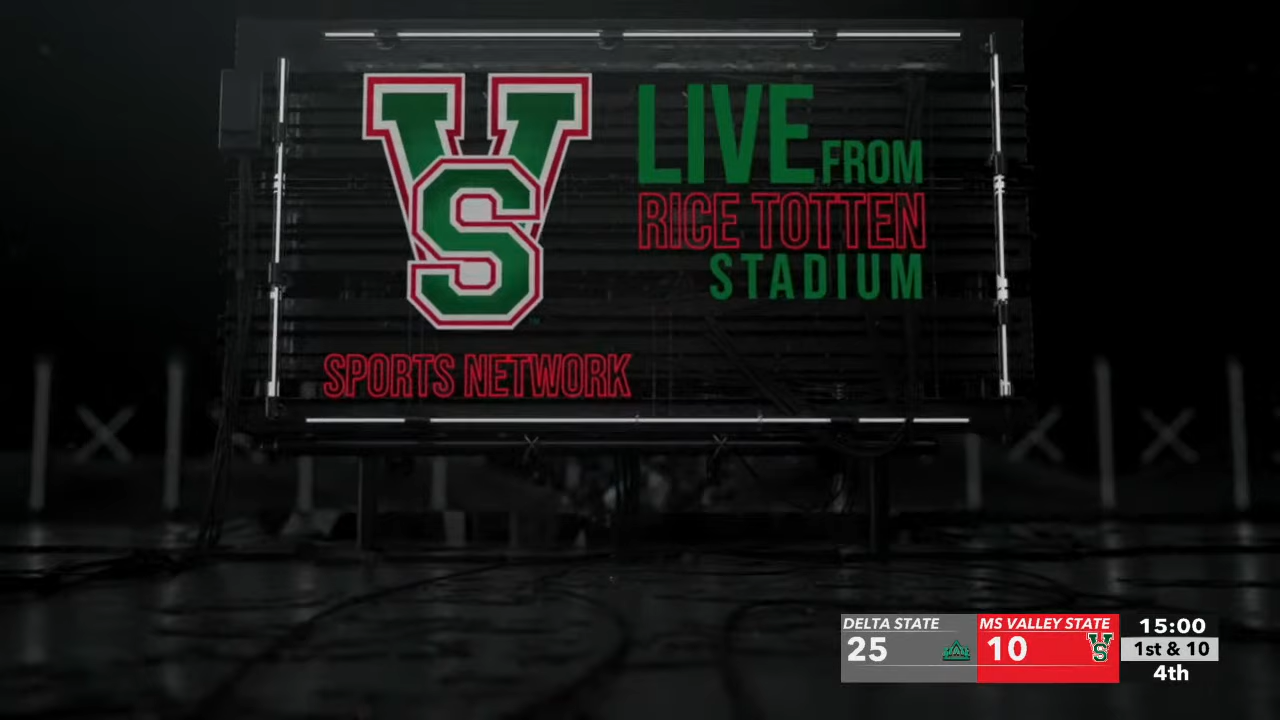 VS
LIVE FROM
RICE TOTTEN
STADIUM
SPORTS NETWORK
DELTA STATE
25
MS VALLEY STATE
10
VS
15:00
1st & 10
4th